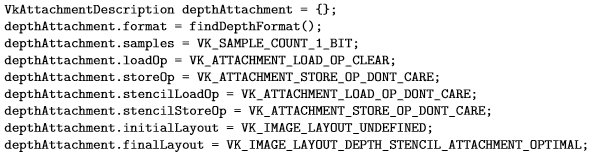 VkAttachmentDescription depthAttachment = {};
depthAttachment.format = findDepthFormat();
depthAttachment.samples = VK_SAMPLE_COUNT_1_BIT;
depthAttachment.loadOp = VK_ATTACHMENT_LOAD_OP_CLEAR;
depthAttachment.storeOp = VK_ATTACHMENT_STORE_OP_DONT_CARE;
depthAttachment.stencilLoadOp = VK_ATTACHMENT_LOAD_OP_DONT_CARE;
depthAttachment.stencilStoreOp = VK_ATTACHMENT_STORE_OP_DONT_CARE;
depthAttachment.initialLayout = VK_IMAGE_LAYOUT_UNDEFINED;
depthAttachment.finalLayout = VK_IMAGE_LAYOUT_DEPTH_STENCIL_ATTACHMENT_OPTIMAL;